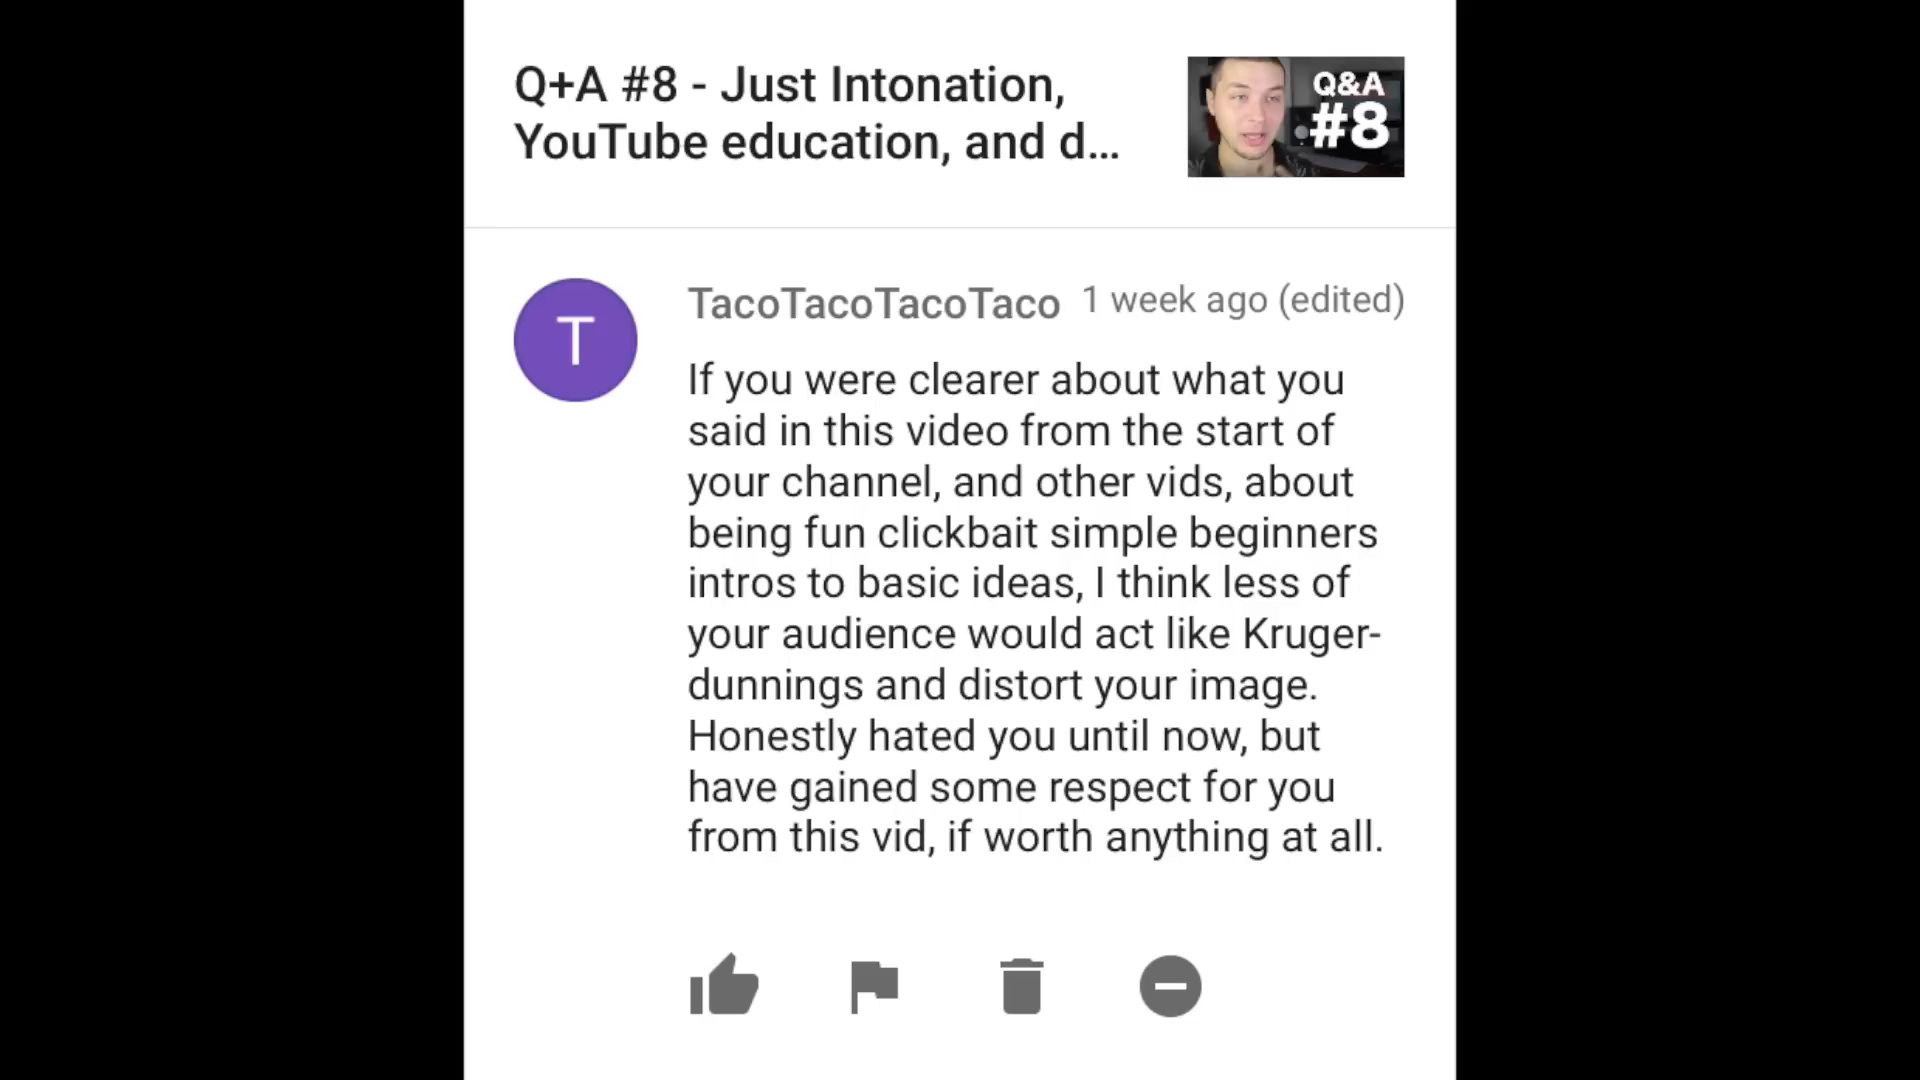 Q+A #8 - Just Intonation,
YouTube education, and d...
Q&A
#8
T
TacoTacoTacoTaco 1 week ago (edited)
If you were clearer about what you
said in this video from the start of
your channel, and other vids, about
being fun clickbait simple beginners
intros to basic ideas, I think less of
your audience would act like Kruger-
dunnings and distort your image.
Honestly hated you until now, but
have gained some respect for you
from this vid, if worth anything at all.